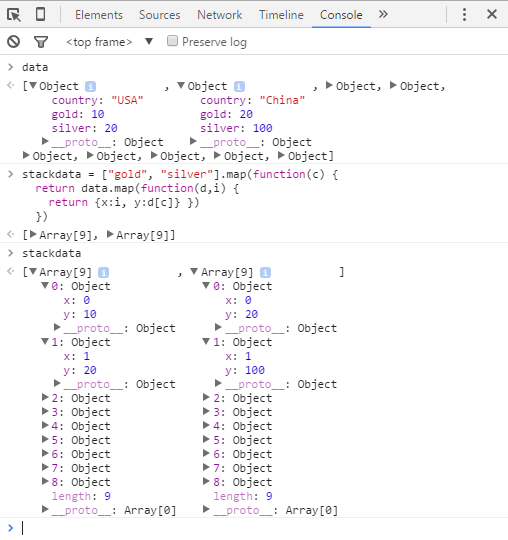 Elements Sources Network Timeline Console
<top frame> Preserve log
data
[Object i , Object i , Object, Object,
country: "USA" country: "China"
gold: 10 gold: 20
silver: 20 silver: 100
__proto__: Object __proto__: Object
Object, Object, Object, Object, Object]
stackdata = ["gold", "silver"].map(function(c) {
return data.map(function(d,i) {
return {x:i, y:d[c]} })
})
[Array[9], Array[9]]
stackdata
[Array[9] i , Array[9] i ]
0: Object 0: Object
x: 0 x: 0
y: 10 y: 20
__proto__: Object __proto__: Object
1: Object 1: Object
x: 1 x: 1
y: 20 y: 100
__proto__: Object __proto__: Object
2: Object 2: Object
3: Object 3: Object
4: Object 4: Object
5: Object 5: Object
6: Object 6: Object
7: Object 7: Object
8: Object 8: Object
length: 9 length: 9
__proto__: Array[0] __proto__: Array[0]